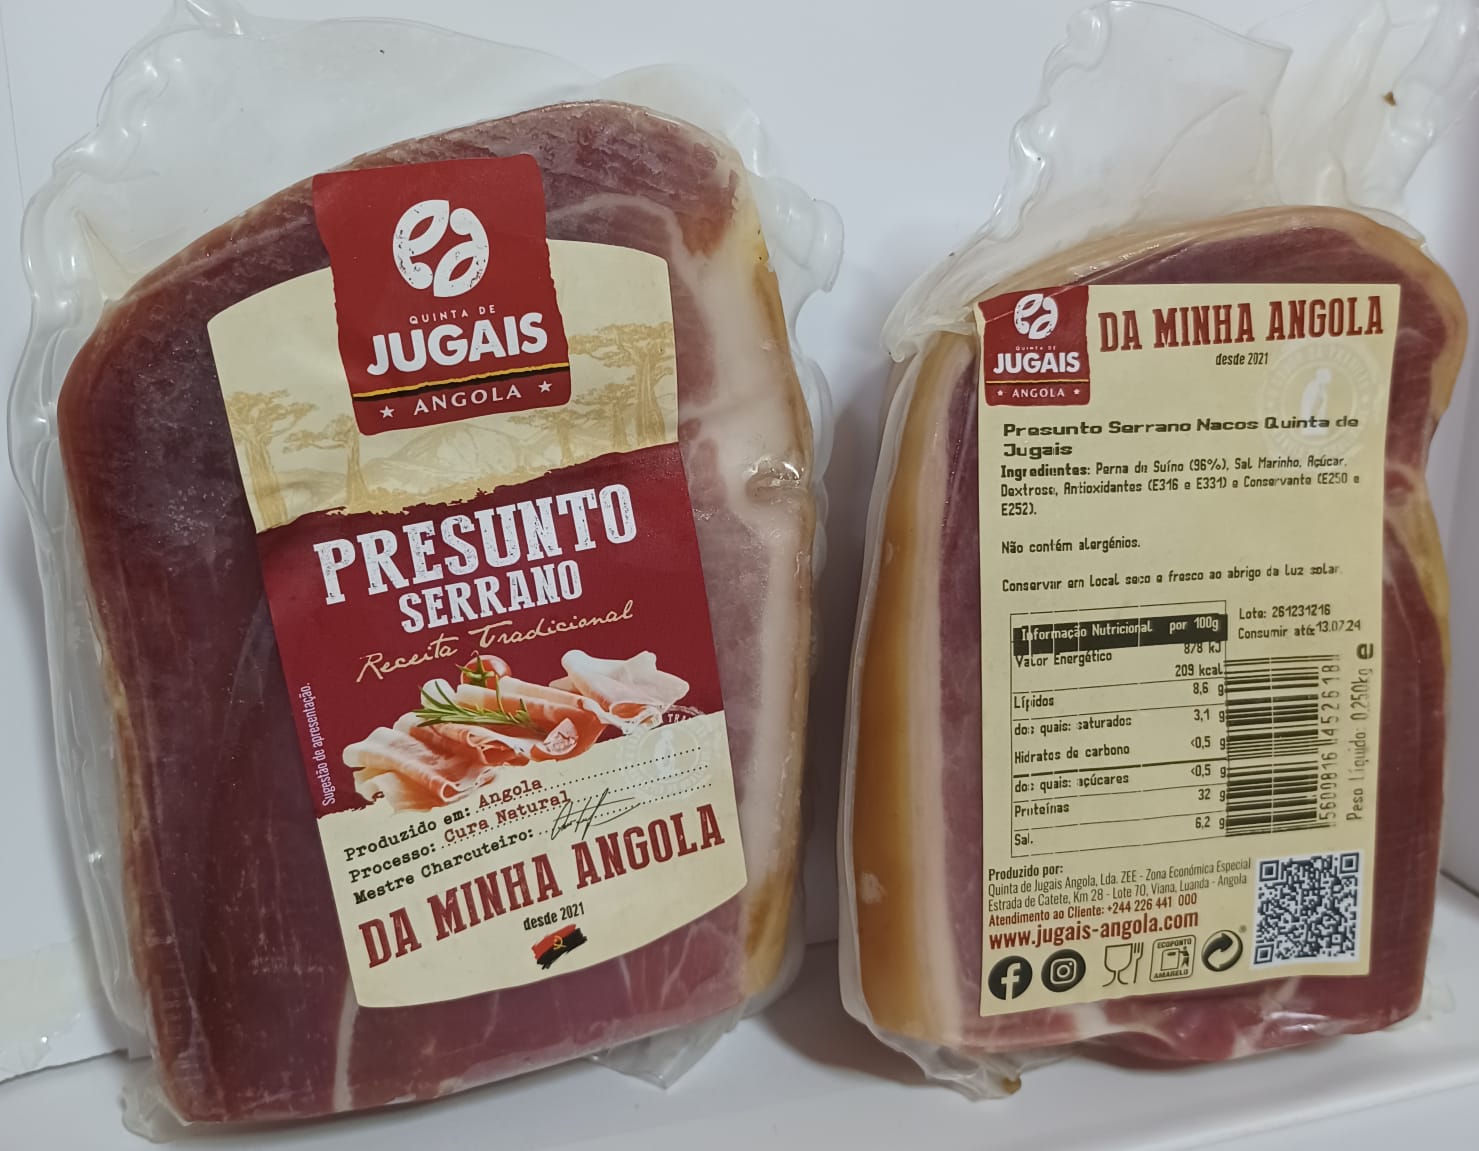 QUINTA DE
JUGAIS
ANGOLA
PRESUNTO
SERRANO
Receita Tradicional
Sugestão de apresentação.
Produzido em: Angola
Processo: Cura Natural
Mestre Charcuteiro:
DA MINHA ANGOLA
desde 2021
QUINTA DE
JUGAIS
ANGOLA
DA MINHA ANGOLA
desde 2021
Presunto Serrano Nacos Quinta de
Jugais
Ingredientes: Perna de Suíno (96%), Sal Marinho, Açúcar,
Dextrose, Antioxidantes (E316 e E331) e Conservante (E250 e
E252).
Não contém alergénios.
Conservar em local seco e fresco ao abrigo da luz solar.
Informação Nutricional por 100g
Valor Energético 878 kJ
209 kcal
Lípidos 8,6 g
dos quais: saturados 3,1 g
Hidratos de carbono <0,5 g
dos quais: açúcares <0,5 g
Proteínas 32 g
Sal 6,2 g
Lote: 261231216
Consumir até: 13.07.24
5600816452618
Peso Líquido: 0,250kg e
Produzido por:
Quinta de Jugais Angola, Lda. ZEE - Zona Económica Especial
Estrada de Catete, Km 28 - Lote 70, Viana, Luanda - Angola
Atendimento ao Cliente: +244 226 441 000
www.jugais-angola.com
ECOPONTO
AMARELO